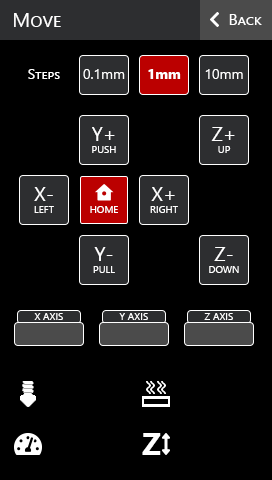 Move
Back
Steps
0.1mm
1mm
10mm
Y+
PUSH
Z+
UP
X-
LEFT
HOME
X+
RIGHT
Y-
PULL
Z-
DOWN
X AXIS
Y AXIS
Z AXIS
Z